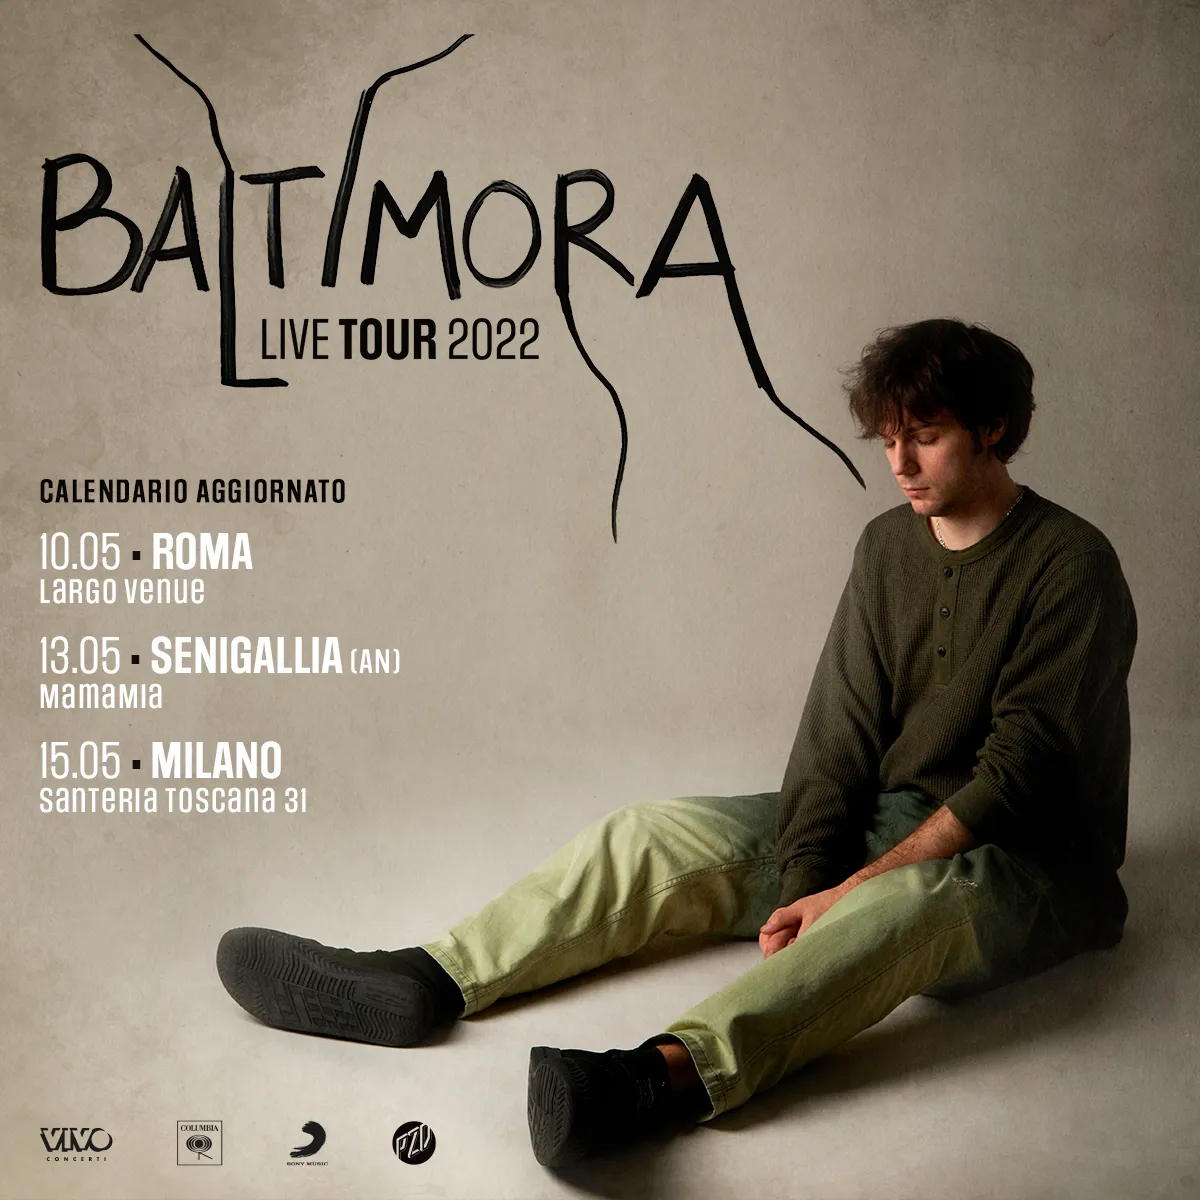 BALTIMORA
LIVE TOUR 2022
CALENDARIO AGGIORNATO
10.05 ▪ ROMA
Largo Venue
13.05 ▪ SENIGALLIA (AN)
MamaMia
15.05 ▪ MILANO
Santeria Toscana 31
VIVO
CONCERTI
COLUMBIA
SONY MUSIC
PZD